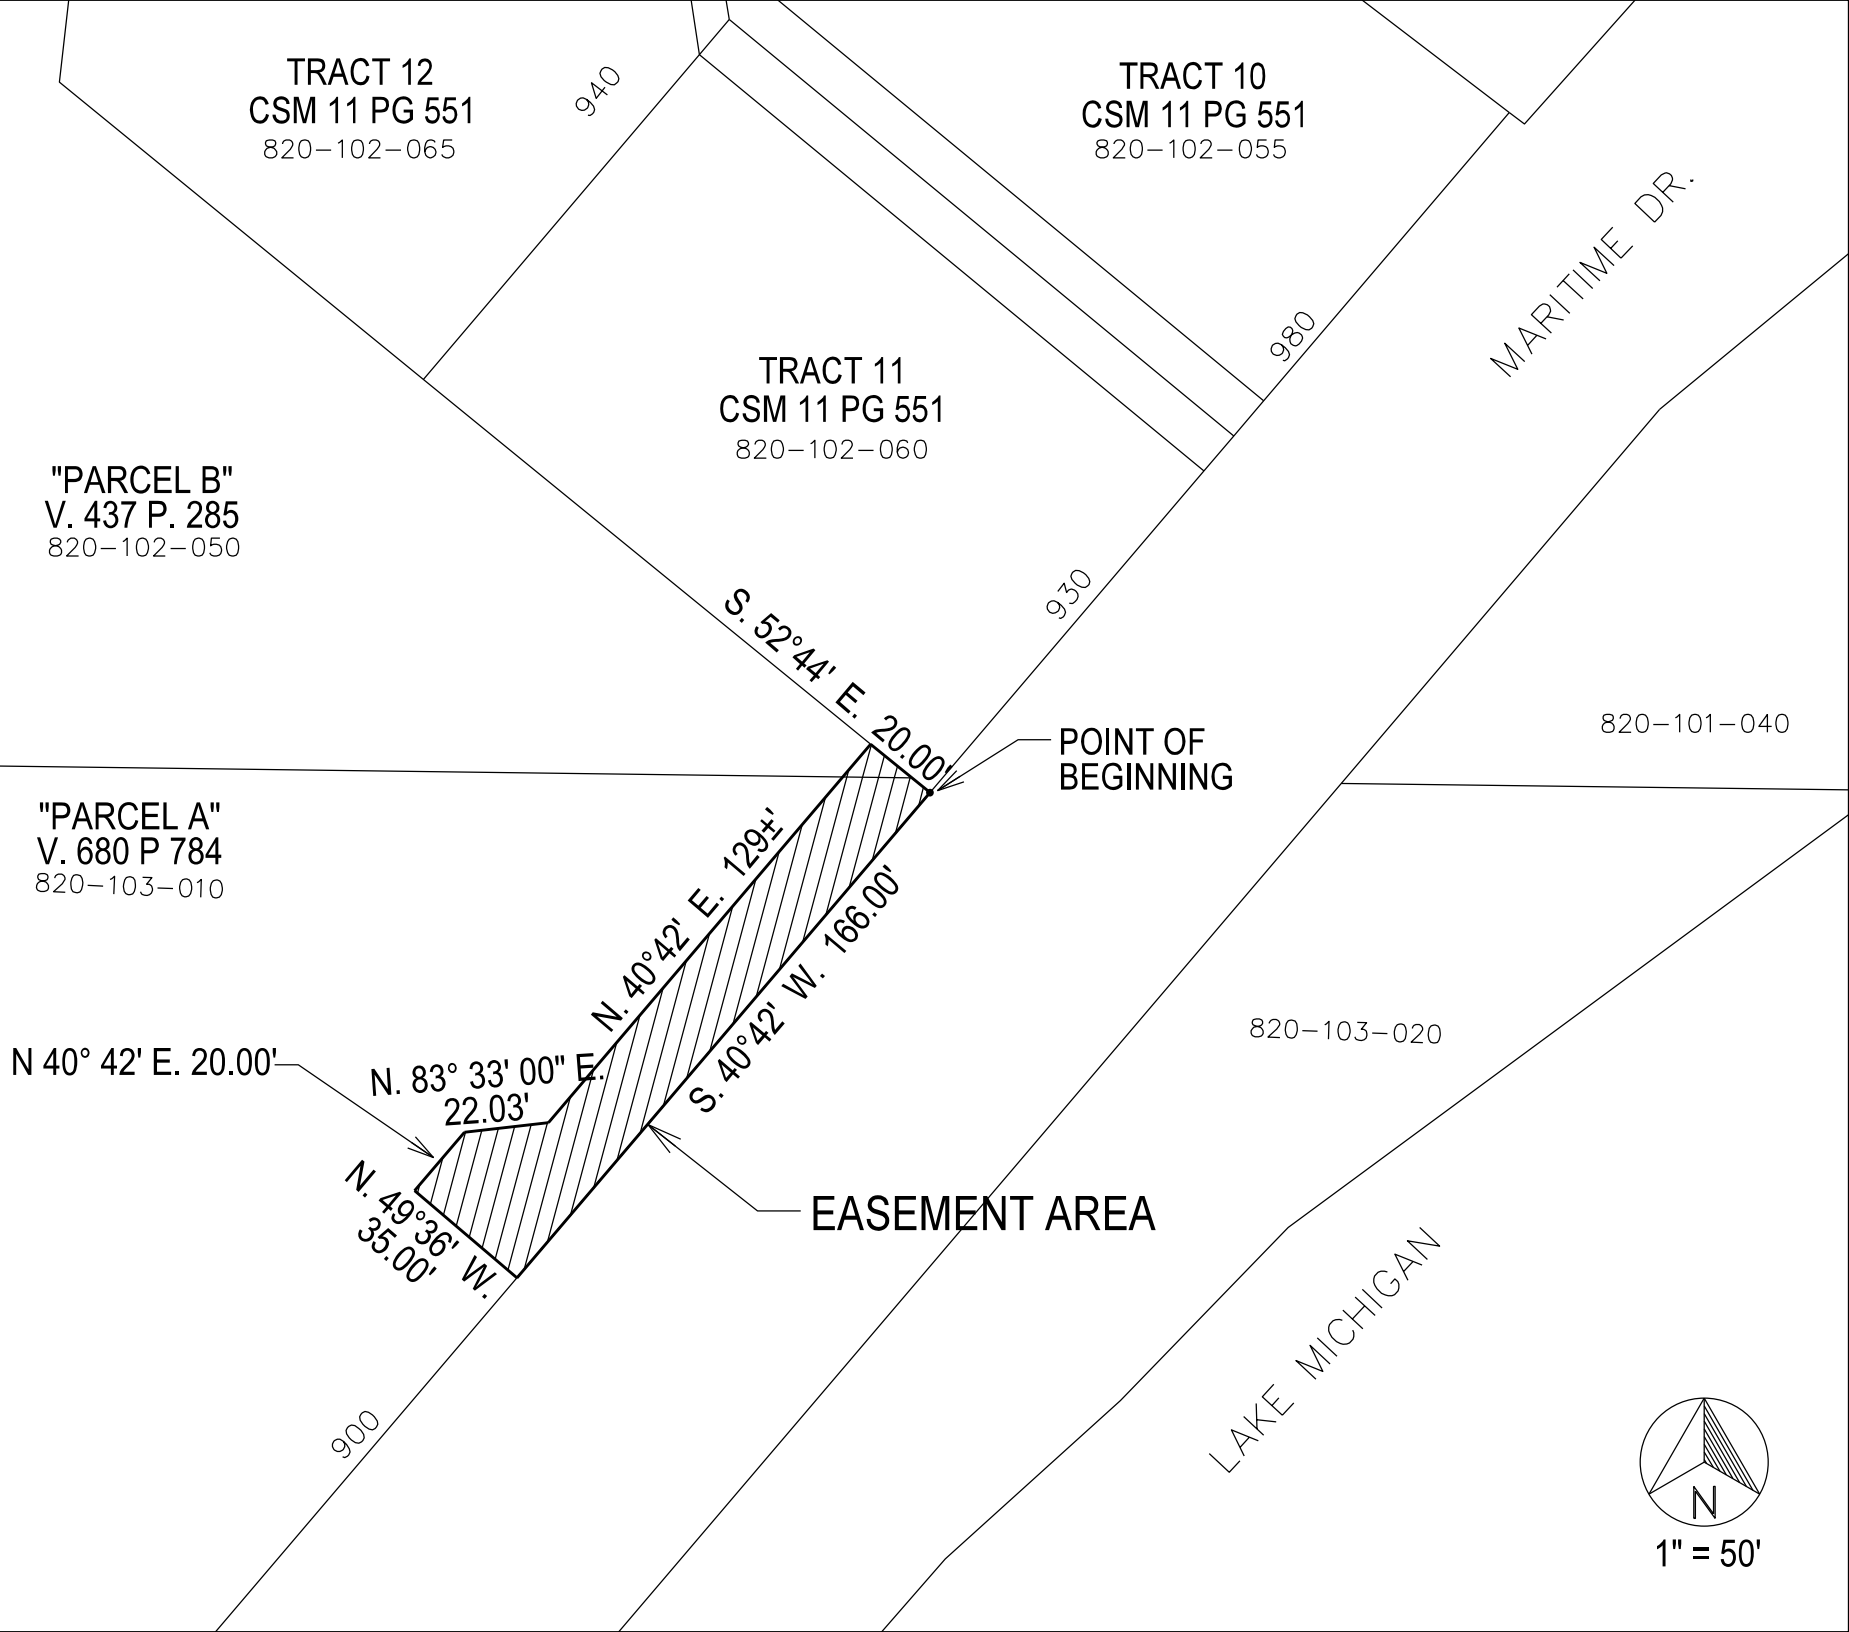 TRACT 12
CSM 11 PG 551
820-102-065
940
TRACT 10
CSM 11 PG 551
820-102-055
MARITIME DR.
980
TRACT 11
CSM 11 PG 551
820-102-060
"PARCEL B"
V. 437 P. 285
820-102-050
930
S. 52°44' E. 20.00'
POINT OF
BEGINNING
820-101-040
"PARCEL A"
V. 680 P 784
820-103-010
N. 40°42' E. 129±'
S. 40°42' W. 166.00'
820-103-020
N 40° 42' E. 20.00'
N. 83° 33' 00" E.
22.03'
N. 49°36' W.
35.00'
EASEMENT AREA
LAKE MICHIGAN
900
N
1" = 50'